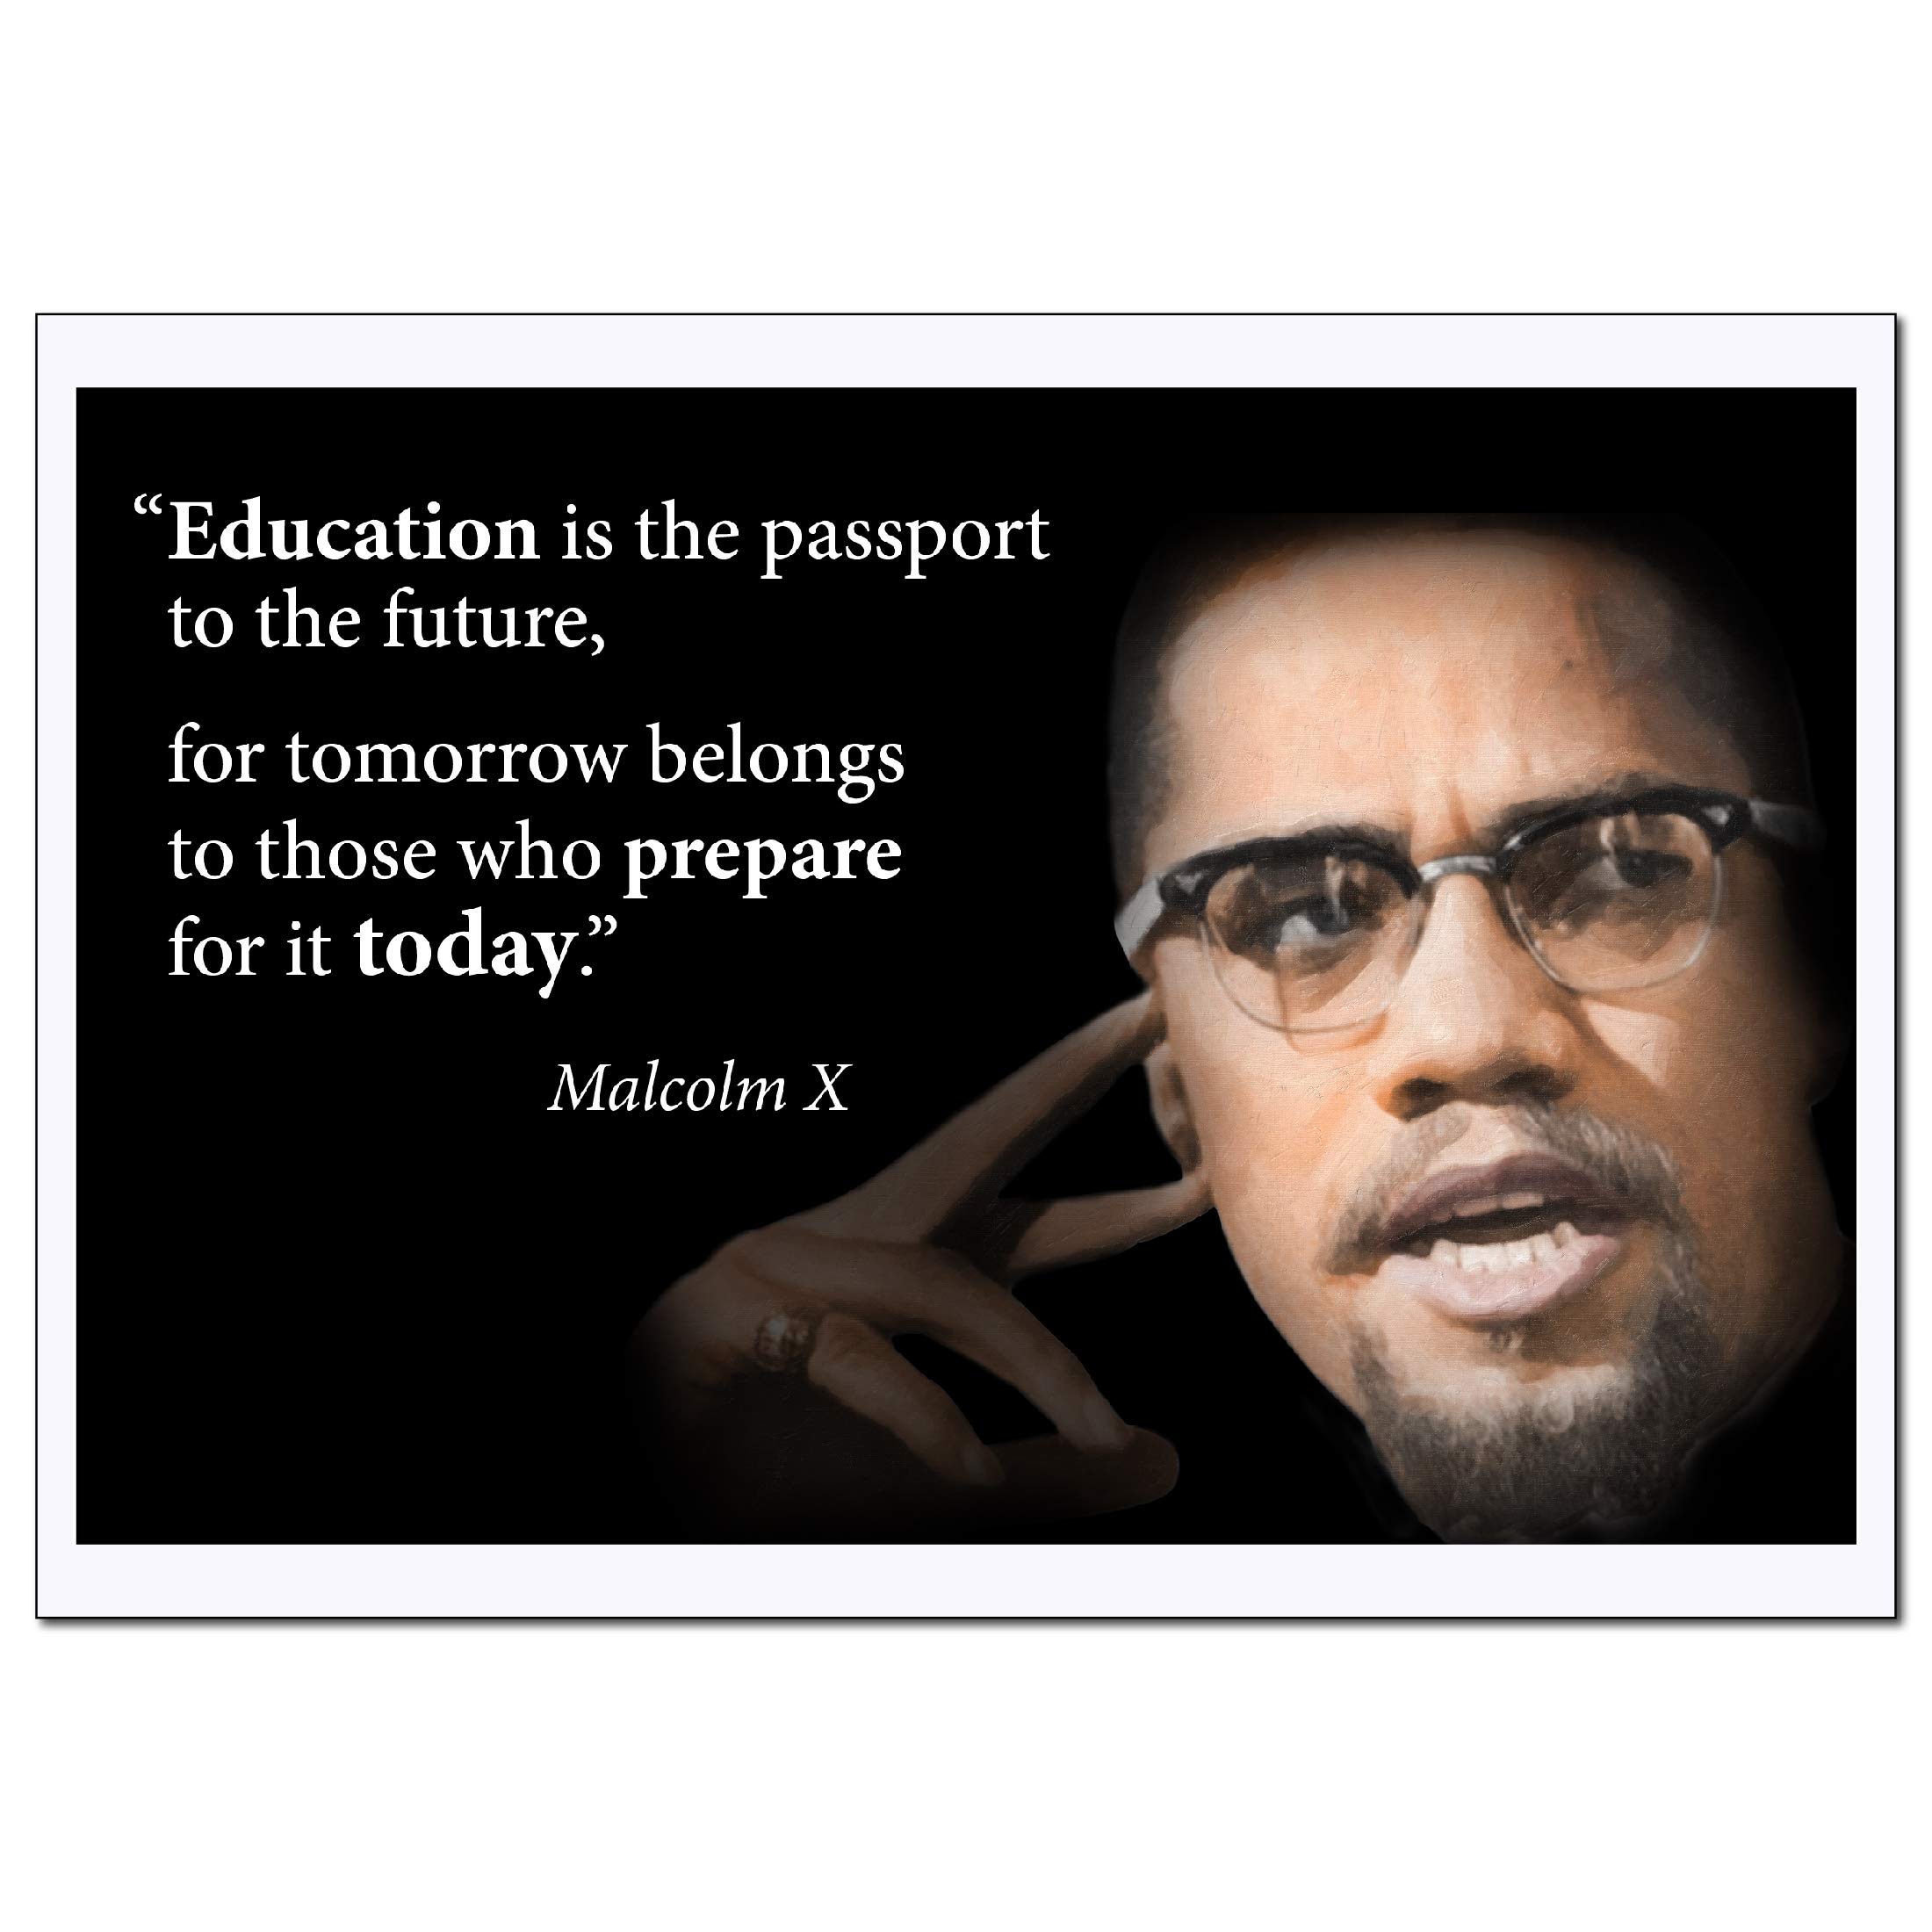 “Education is the passport
to the future,
for tomorrow belongs
to those who prepare
for it today.”
Malcolm X